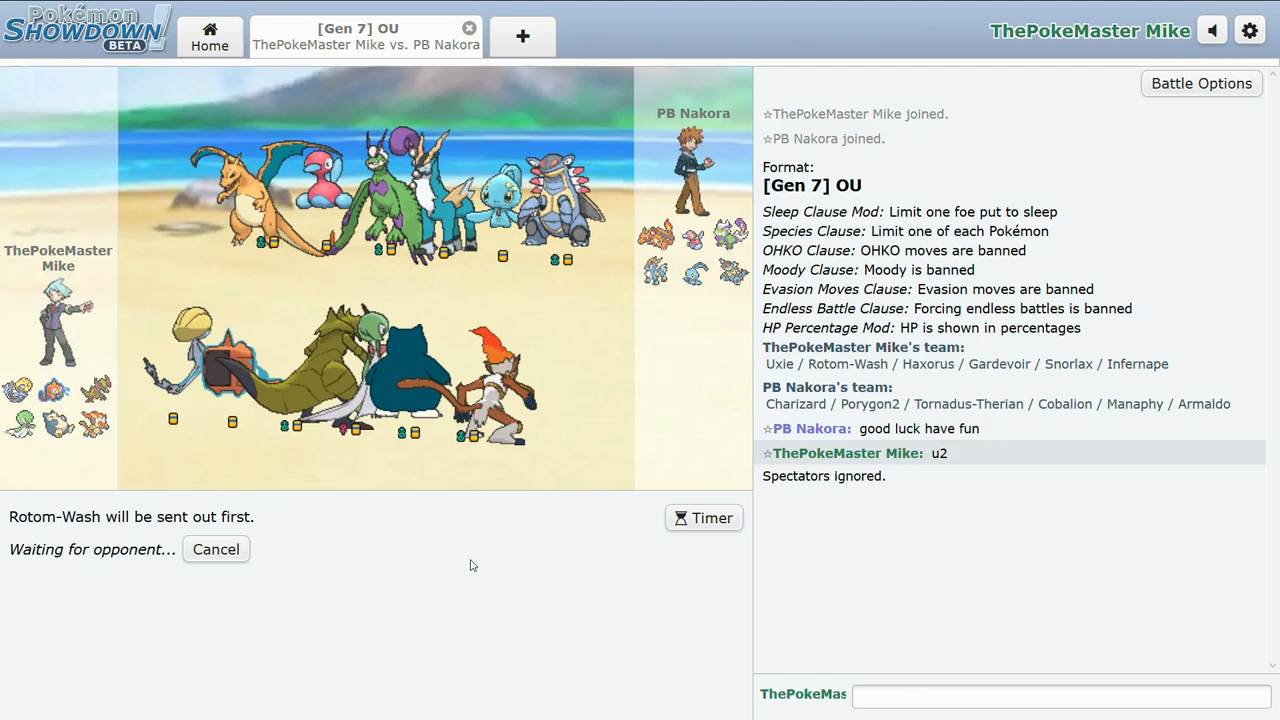 Pokémon
SHOWDOWN!
BETA
Home
[Gen 7] OU
ThePokeMaster Mike vs. PB Nakora
+
ThePokeMaster Mike
ThePokeMaster
Mike
PB Nakora
Rotom-Wash will be sent out first.
Timer
Waiting for opponent...
Cancel
Battle Options
☆ThePokeMaster Mike joined.
☆PB Nakora joined.
Format:
[Gen 7] OU
Sleep Clause Mod: Limit one foe put to sleep
Species Clause: Limit one of each Pokémon
OHKO Clause: OHKO moves are banned
Moody Clause: Moody is banned
Evasion Moves Clause: Evasion moves are banned
Endless Battle Clause: Forcing endless battles is banned
HP Percentage Mod: HP is shown in percentages
ThePokeMaster Mike's team:
Uxie / Rotom-Wash / Haxorus / Gardevoir / Snorlax / Infernape
PB Nakora's team:
Charizard / Porygon2 / Tornadus-Therian / Cobalion / Manaphy / Armaldo
☆PB Nakora: good luck have fun
☆ThePokeMaster Mike: u2
Spectators ignored.
ThePokeMas